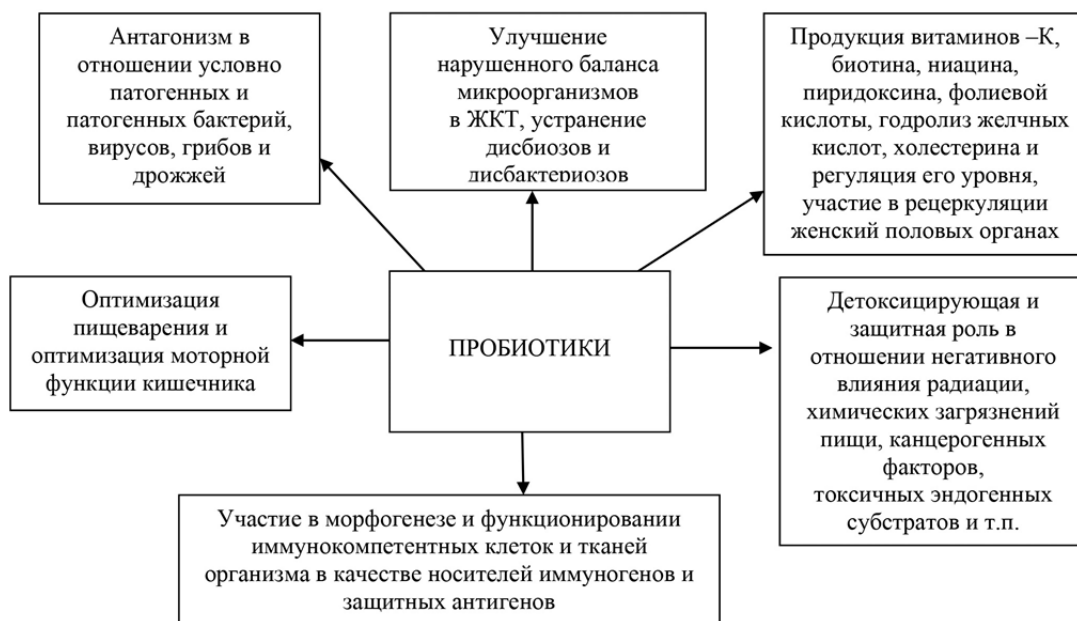 Антагонизм в
отношении условно
патогенных и
патогенных бактерий,
вирусов, грибов и
дрожжей
Улучшение
нарушенного баланса
микроорганизмов
в ЖКТ, устранение
дисбиозов и
дисбактериозов
Продукция витаминов –К,
биотина, ниацина,
пиридоксина, фолиевой
кислоты, годролиз желчных
кислот, холестерина и
регуляция его уровня,
участие в рецеркуляции
женский половых органах
Оптимизация
пищеварения и
оптимизация моторной
функции кишечника
ПРОБИОТИКИ
Детоксицирующая и
защитная роль в
отношении негативного
влияния радиации,
химических загрязнений
пищи, канцерогенных
факторов,
токсичных эндогенных
субстратов и т.п.
Участие в морфогенезе и функционировании
иммунокомпетентных клеток и тканей
организма в качестве носителей иммуногенов и
защитных антигенов